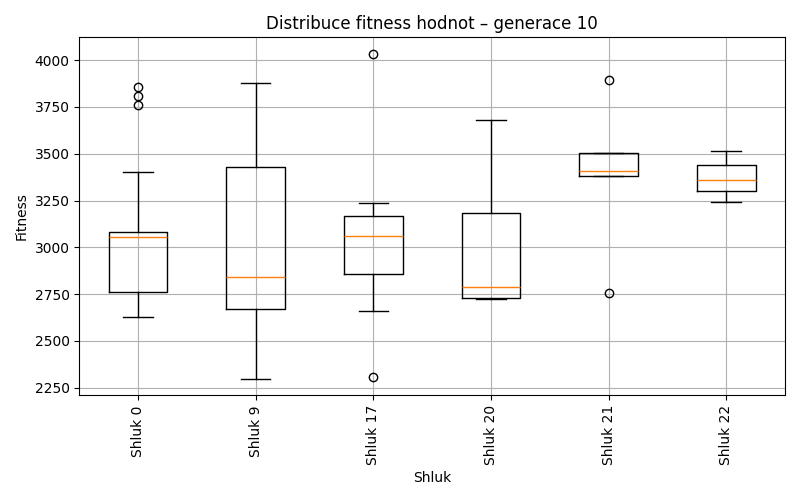 Distribuce fitness hodnot – generace 10
Fitness
4000
3750
3500
3250
3000
2750
2500
2250
Shluk 0
Shluk 9
Shluk 17
Shluk 20
Shluk 21
Shluk 22
Shluk